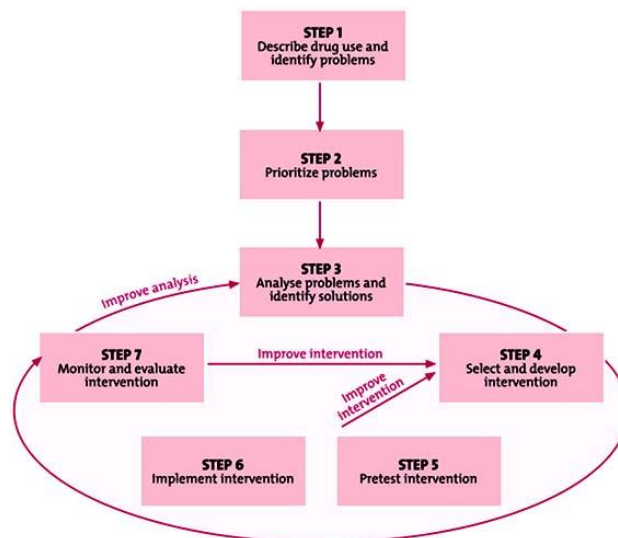 STEP 1
Describe drug use and
identify problems
STEP 2
Prioritize problems
STEP 3
Analyse problems and
identify solutions
Improve analysis
STEP 7
Monitor and evaluate
intervention
Improve intervention
STEP 4
Select and develop
intervention
Improve
intervention
STEP 6
Implement intervention
STEP 5
Pretest intervention